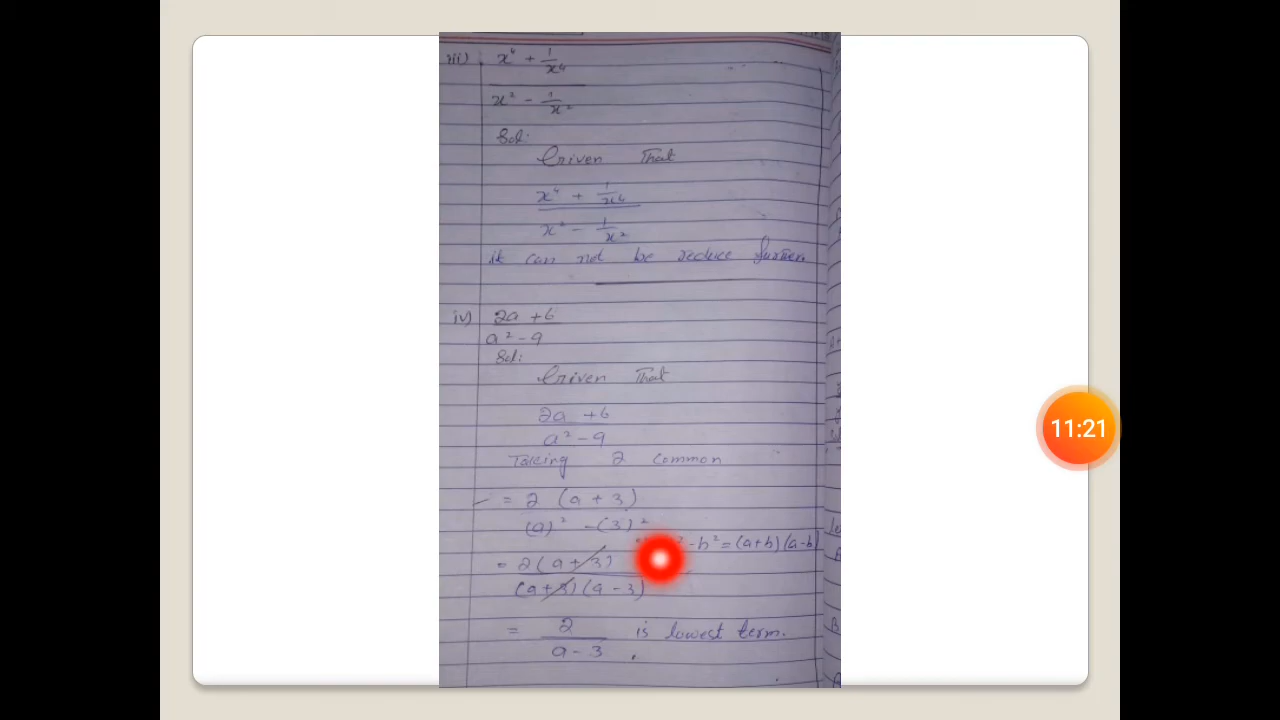 iii) x⁴ + 1/x⁴
x² - 1/x²
Sol:
Given That
x⁴ + 1/x⁴
x² - 1/x²
it can not be reduce further.
iv) 2a + 6
a² - 9
Sol:
Given That
2a + 6
a² - 9
Taking 2 common
= 2 (a + 3)
(a)² - (3)²
- b² = (a+b) (a-b)
= 2(a + 3)
(a+3) (a - 3)
= 2 is lowest term.
a - 3
11:21